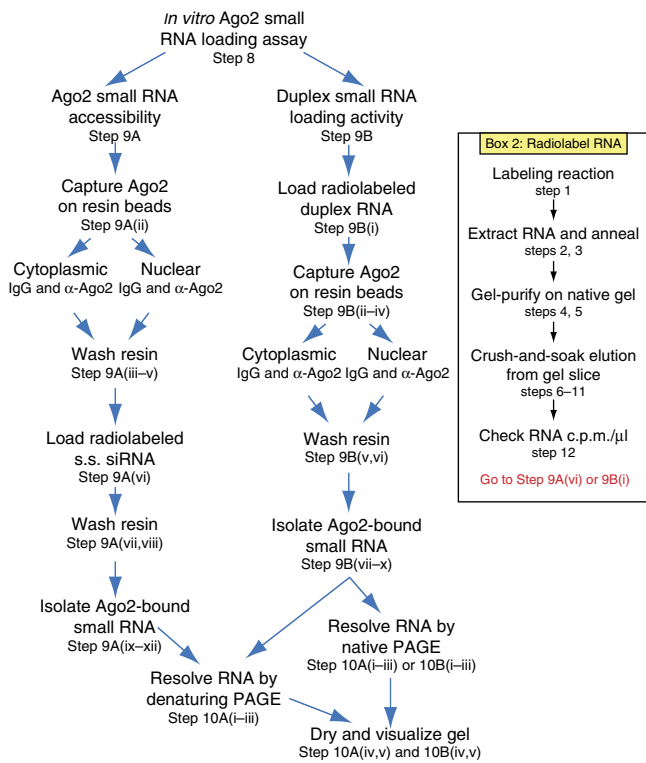 In vitro Ago2 small
RNA loading assay
Step 8
Ago2 small RNA
accessibility
Step 9A
Capture Ago2
on resin beads
Step 9A(ii)
Cytoplasmic
IgG and α-Ago2
Nuclear
IgG and α-Ago2
Wash resin
Step 9A(iii–v)
Load radiolabeled
s.s. siRNA
Step 9A(vi)
Wash resin
Step 9A(vii,viii)
Isolate Ago2-bound
small RNA
Step 9A(ix–xii)
Duplex small RNA
loading activity
Step 9B
Load radiolabeled
duplex RNA
Step 9B(i)
Capture Ago2
on resin beads
Step 9B(ii–iv)
Cytoplasmic
IgG and α-Ago2
Nuclear
IgG and α-Ago2
Wash resin
Step 9B(v,vi)
Isolate Ago2-bound
small RNA
Step 9B(vii–x)
Resolve RNA by
denaturing PAGE
Step 10A(i–iii)
Resolve RNA by
native PAGE
Step 10A(i–iii) or 10B(i–iii)
Dry and visualize gel
Step 10A(iv,v) and 10B(iv,v)
Box 2: Radiolabel RNA
Labeling reaction
step 1
Extract RNA and anneal
steps 2, 3
Gel-purify on native gel
steps 4, 5
Crush-and-soak elution
from gel slice
steps 6–11
Check RNA c.p.m./µl
step 12
Go to Step 9A(vi) or 9B(i)